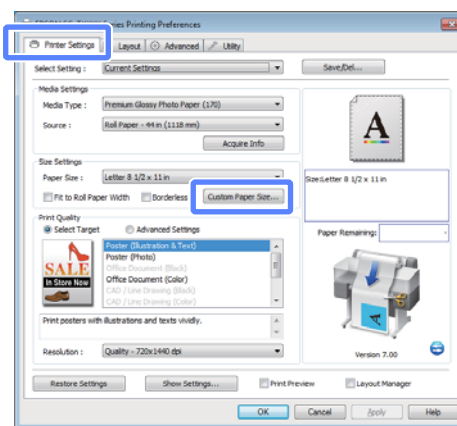 Series Printing Preferences
Printer Settings
Layout
Advanced
Utility
Select Setting :
Current Settings
Save/Del...
Media Settings
Media Type :
Premium Glossy Photo Paper (170)
Source :
Roll Paper - 44 in (1118 mm)
Acquire Info
A
Size Settings
Paper Size :
Letter 8 1/2 x 11 in
Size:Letter 8 1/2 x 11 in
Fit to Roll Paper Width
Borderless
Custom Paper Size...
Print Quality
Select Target
Advanced Settings
Paper Remaining:
SALE
In Store Now
Poster (Illustration & Text)
Poster (Photo)
Office Document (Black)
Office Document (Color)
CAD / Line Drawing (Black)
CAD / Line Drawing (Color)
Print posters with illustrations and texts vividly.
Resolution :
Quality - 720x1440 dpi
Version 7.00
Restore Settings
Show Settings...
Print Preview
Layout Manager
OK
Cancel
Apply
Help